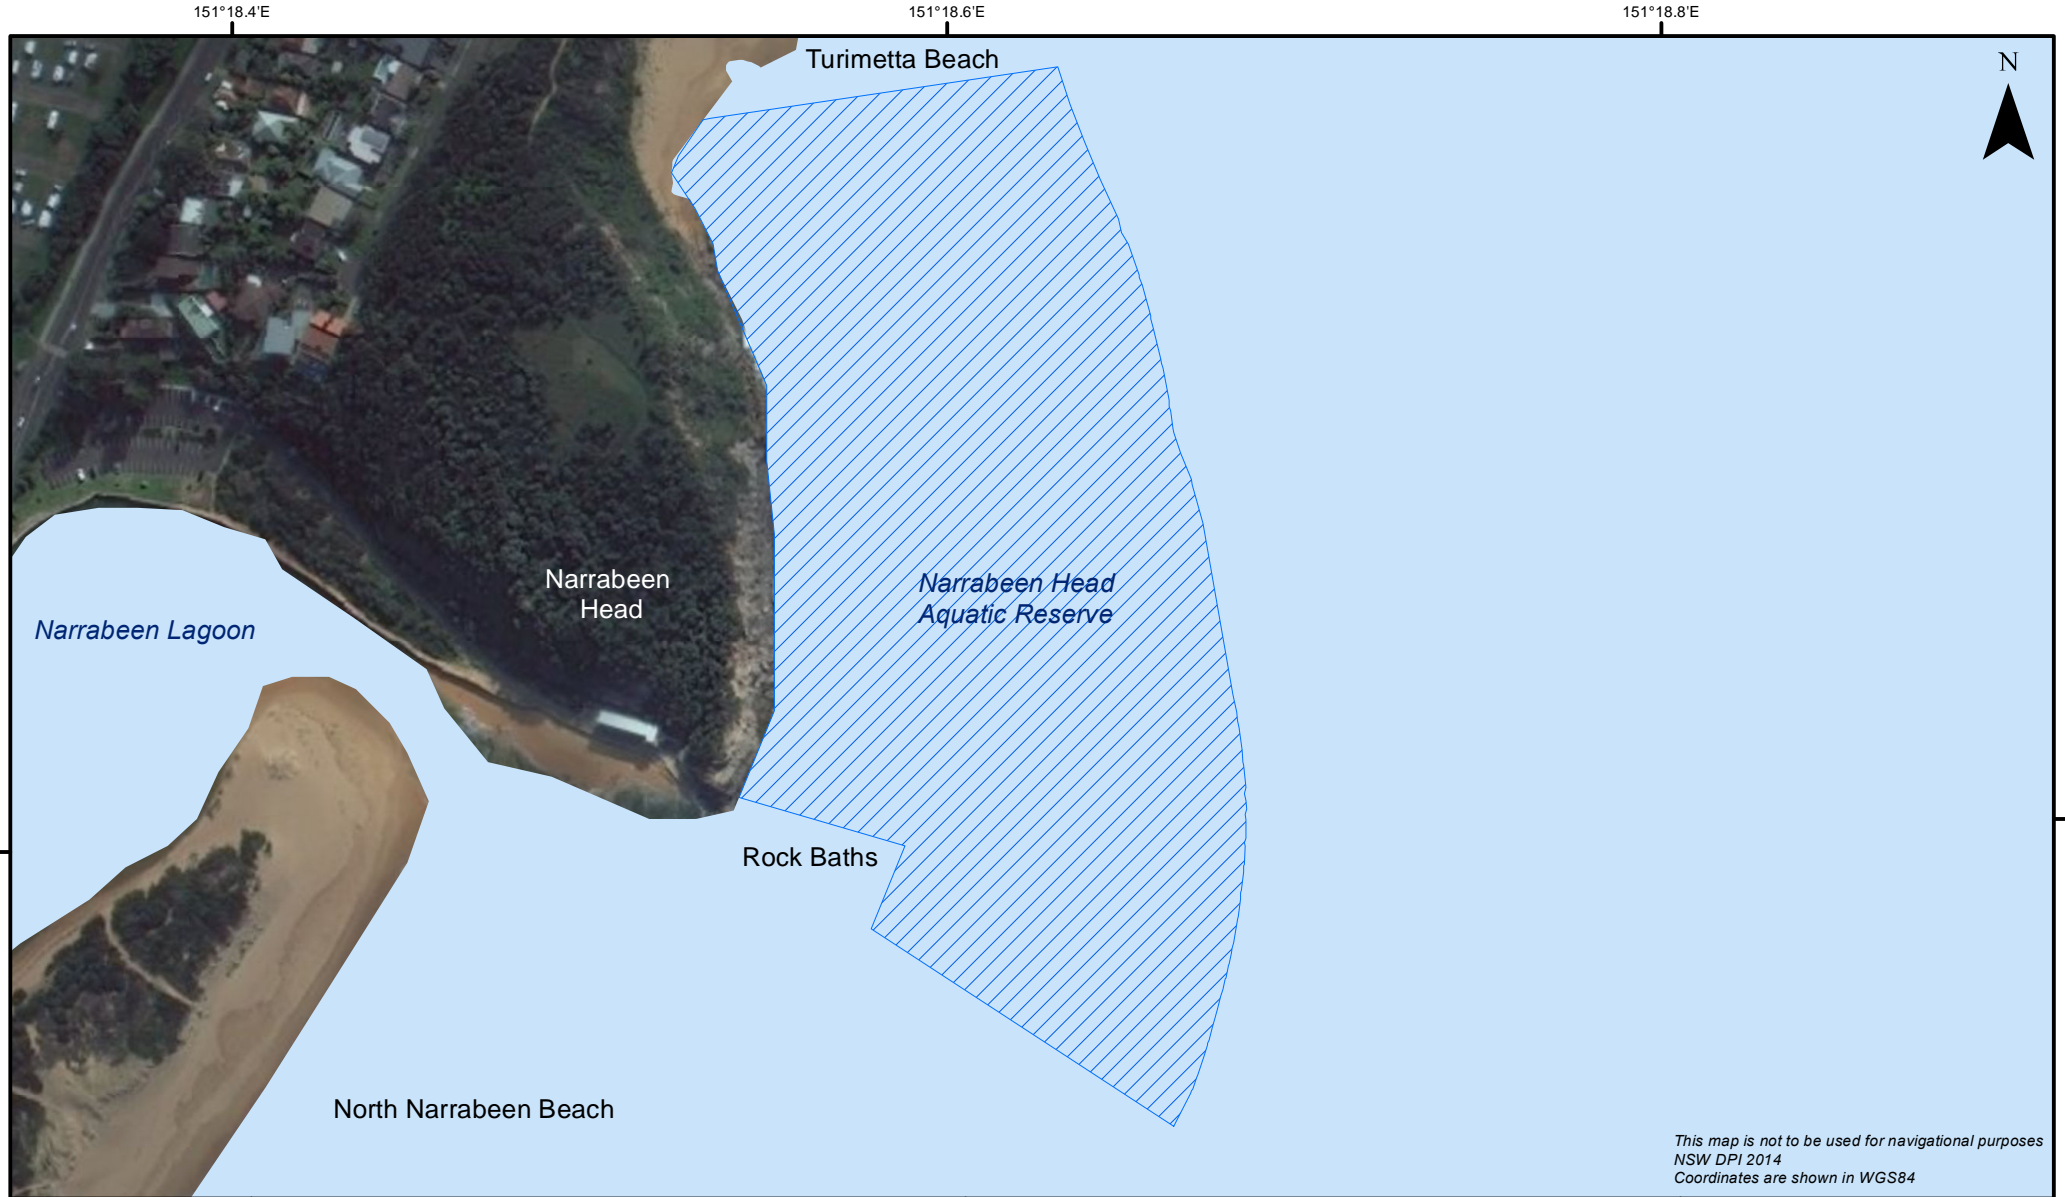 151°18.4'E
151°18.6'E
151°18.8'E
Turimetta Beach
N
Narrabeen
Head
Narrabeen Head
Aquatic Reserve
Narrabeen Lagoon
Rock Baths
North Narrabeen Beach
This map is not to be used for navigational purposes
NSW DPI 2014
Coordinates are shown in WGS84